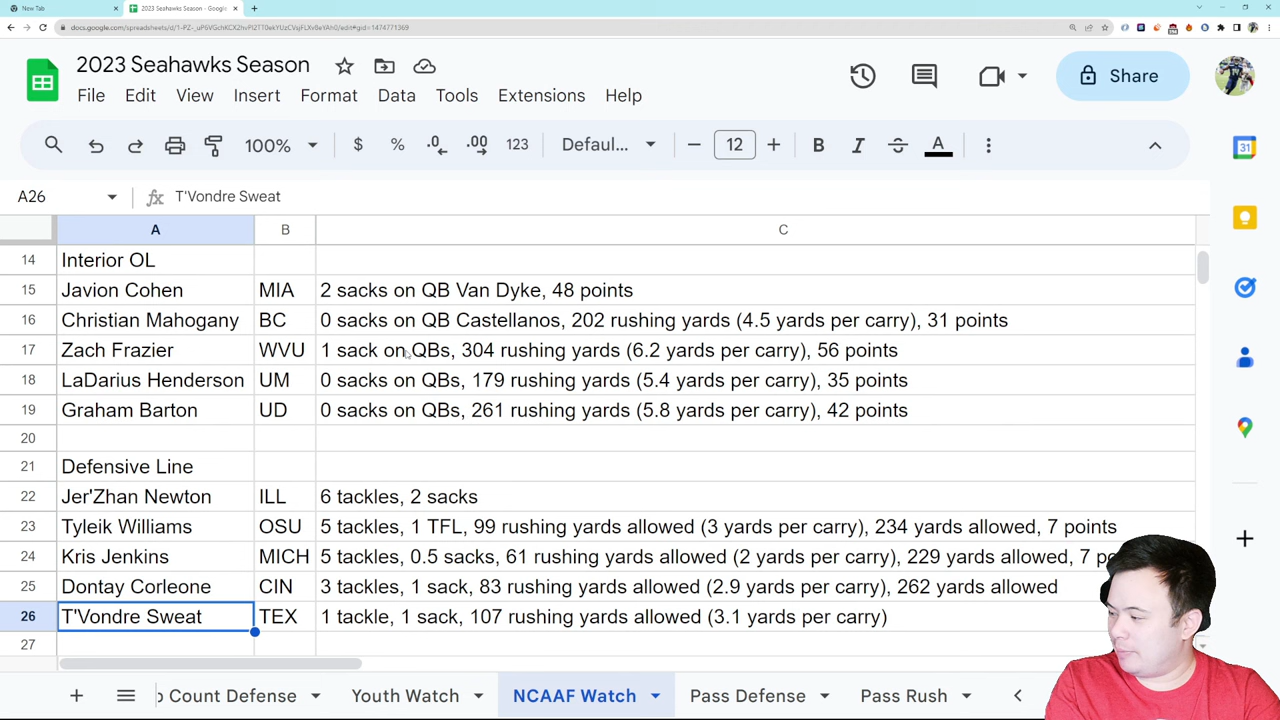 New Tab
2023 Seahawks Season - Google
2023 Seahawks Season
Share
File Edit View Insert Format Data Tools Extensions Help
100% $ % .0 .00 123 Defaul... 12 B I A
A26 T'Vondre Sweat
A B C
14 Interior OL
15 Javion Cohen MIA 2 sacks on QB Van Dyke, 48 points
16 Christian Mahogany BC 0 sacks on QB Castellanos, 202 rushing yards (4.5 yards per carry), 31 points
17 Zach Frazier WVU 1 sack on QBs, 304 rushing yards (6.2 yards per carry), 56 points
18 LaDarius Henderson UM 0 sacks on QBs, 179 rushing yards (5.4 yards per carry), 35 points
19 Graham Barton UD 0 sacks on QBs, 261 rushing yards (5.8 yards per carry), 42 points
20
21 Defensive Line
22 Jer'Zhan Newton ILL 6 tackles, 2 sacks
23 Tyleik Williams OSU 5 tackles, 1 TFL, 99 rushing yards allowed (3 yards per carry), 234 yards allowed, 7 points
24 Kris Jenkins MICH 5 tackles, 0.5 sacks, 61 rushing yards allowed (2 yards per carry), 229 yards allowed, 7 po
25 Dontay Corleone CIN 3 tackles, 1 sack, 83 rushing yards allowed (2.9 yards per carry), 262 yards allowed
26 T'Vondre Sweat TEX 1 tackle, 1 sack, 107 rushing yards allowed (3.1 yards per carry)
27
p Count Defense Youth Watch NCAAF Watch Pass Defense Pass Rush